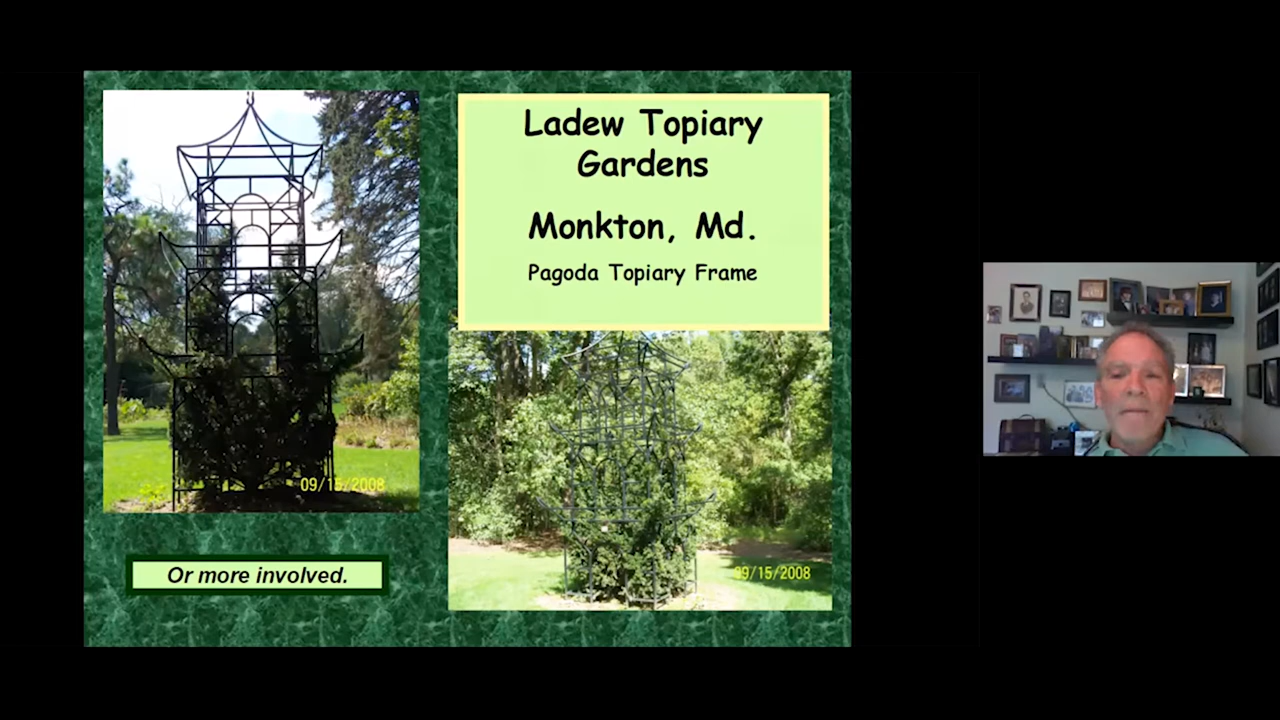 Ladew Topiary
Gardens
Monkton, Md.
Pagoda Topiary Frame
09/15/2008
Or more involved.
09/15/2008